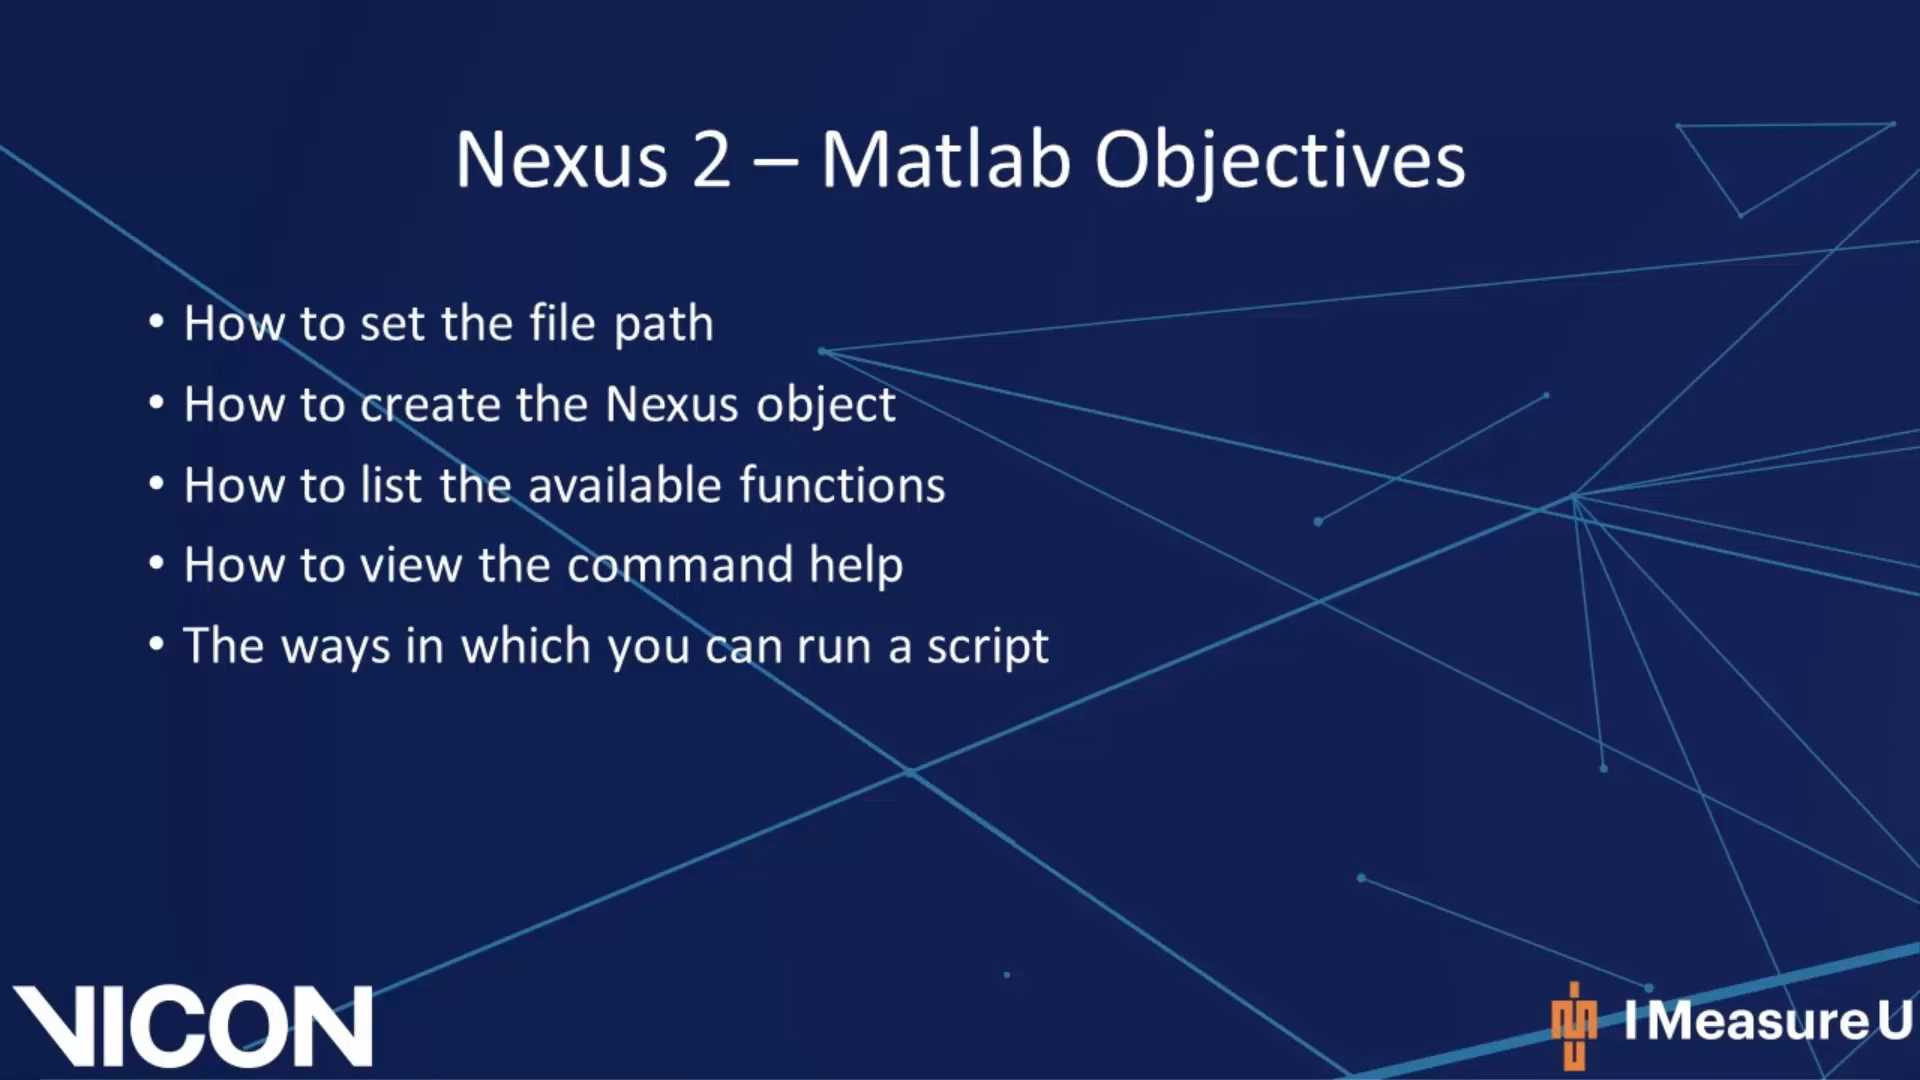 Nexus 2 – Matlab Objectives
• How to set the file path
• How to create the Nexus object
• How to list the available functions
• How to view the command help
• The ways in which you can run a script
VICON
I Measure U